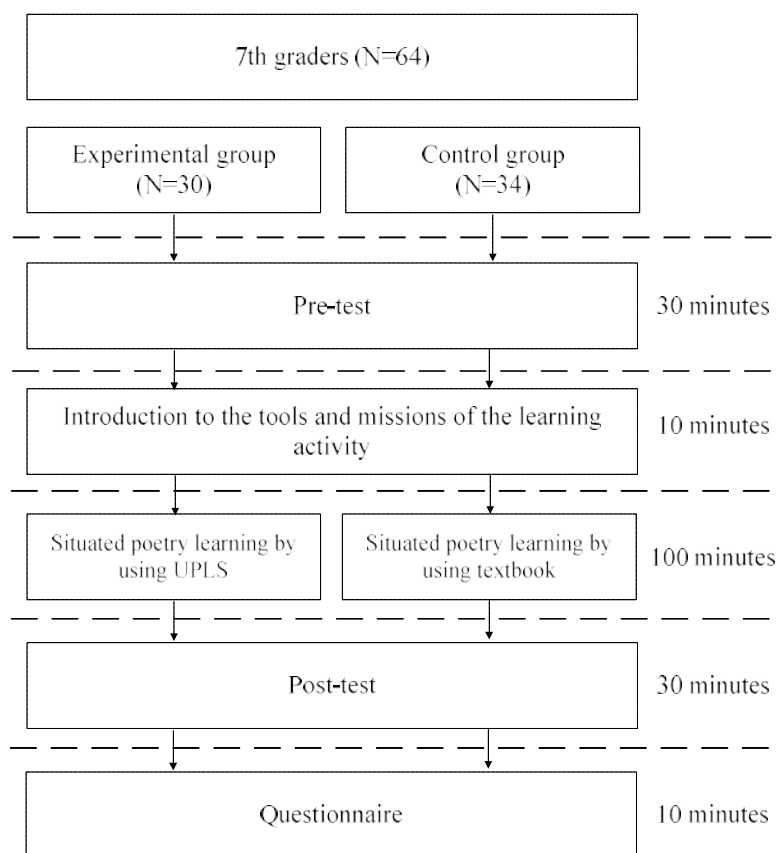 7th graders (N=64)
Experimental group
(N=30)
Control group
(N=34)
Pre-test
30 minutes
Introduction to the tools and missions of the learning
activity
10 minutes
Situated poetry learning by
using UPLS
Situated poetry learning by
using textbook
100 minutes
Post-test
30 minutes
Questionnaire
10 minutes